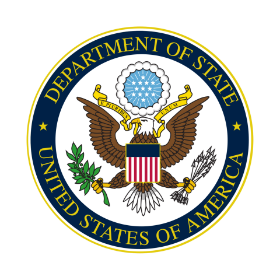 DEPARTMENT OF STATE
UNITED STATES OF AMERICA